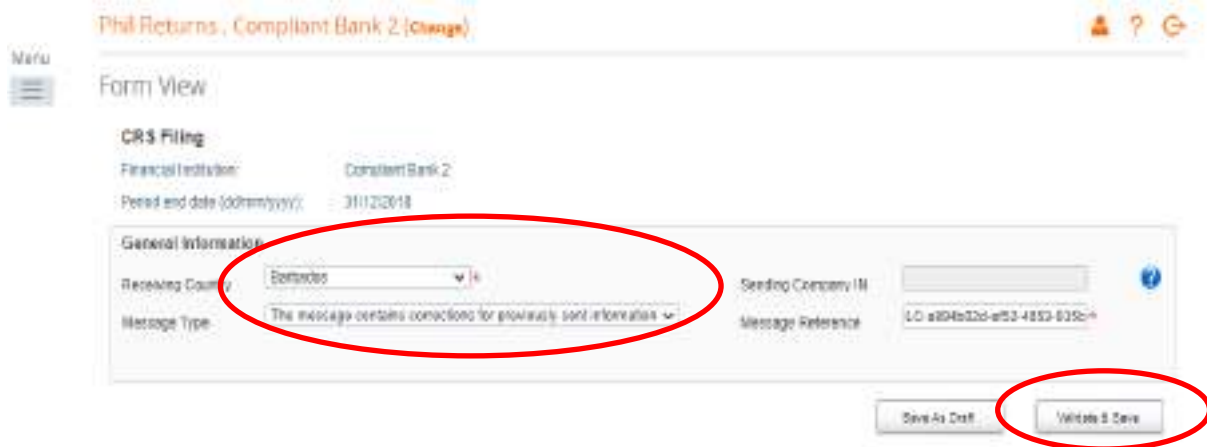 Phil Returns , Compliant Bank 2 (Change)
Menu
Form View
CRS Filing
Financial Institution: Compliant Bank 2
Period end date (dd/mm/yyyy): 31/12/2018
General Information
Receiving Country Barbados * Sending Company IN
Message Type The message contains corrections for previously sent information Message Reference *
Save As Draft Validate & Save